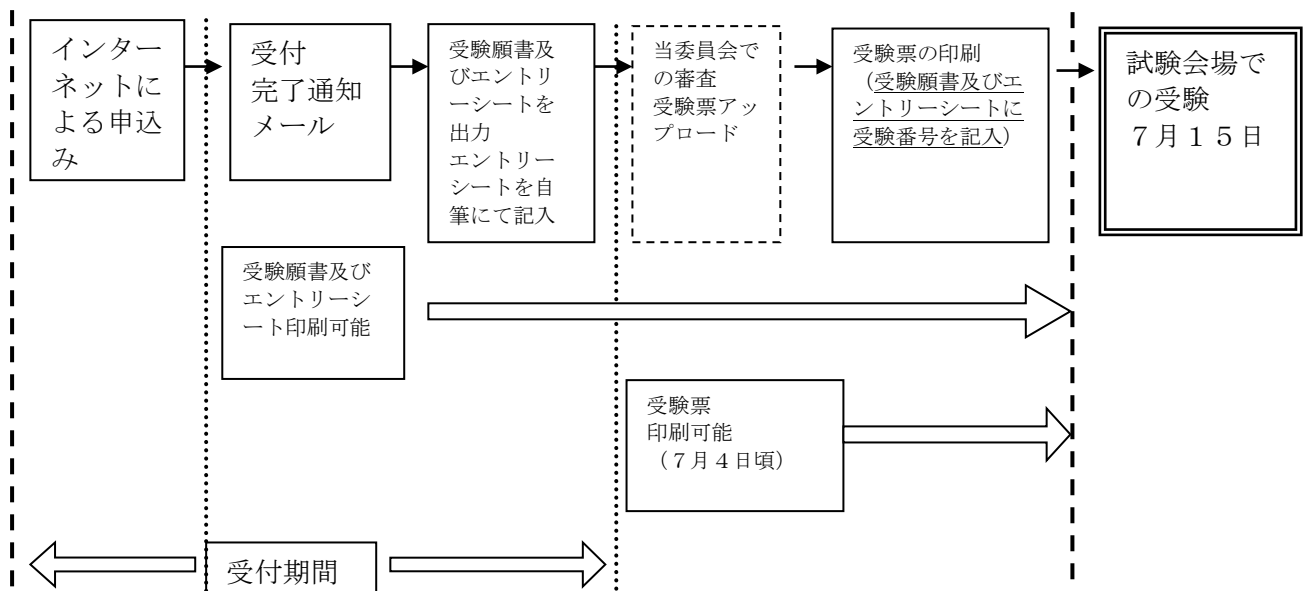 インター
ネットに
よる申込
み
受付
完了通知
メール
受験願書及
びエントリ
ーシートを
出力
エントリー
シートを自
筆にて記入
当委員会で
の審査
受験票アッ
プロード
受験票の印刷
（受験願書及びエ
ントリーシートに
受験番号を記入）
試験会場で
の受験
７月１５日
受験願書及び
エントリーシ
ート印刷可能
受験票
印刷可能
（７月４日頃）
受付期間